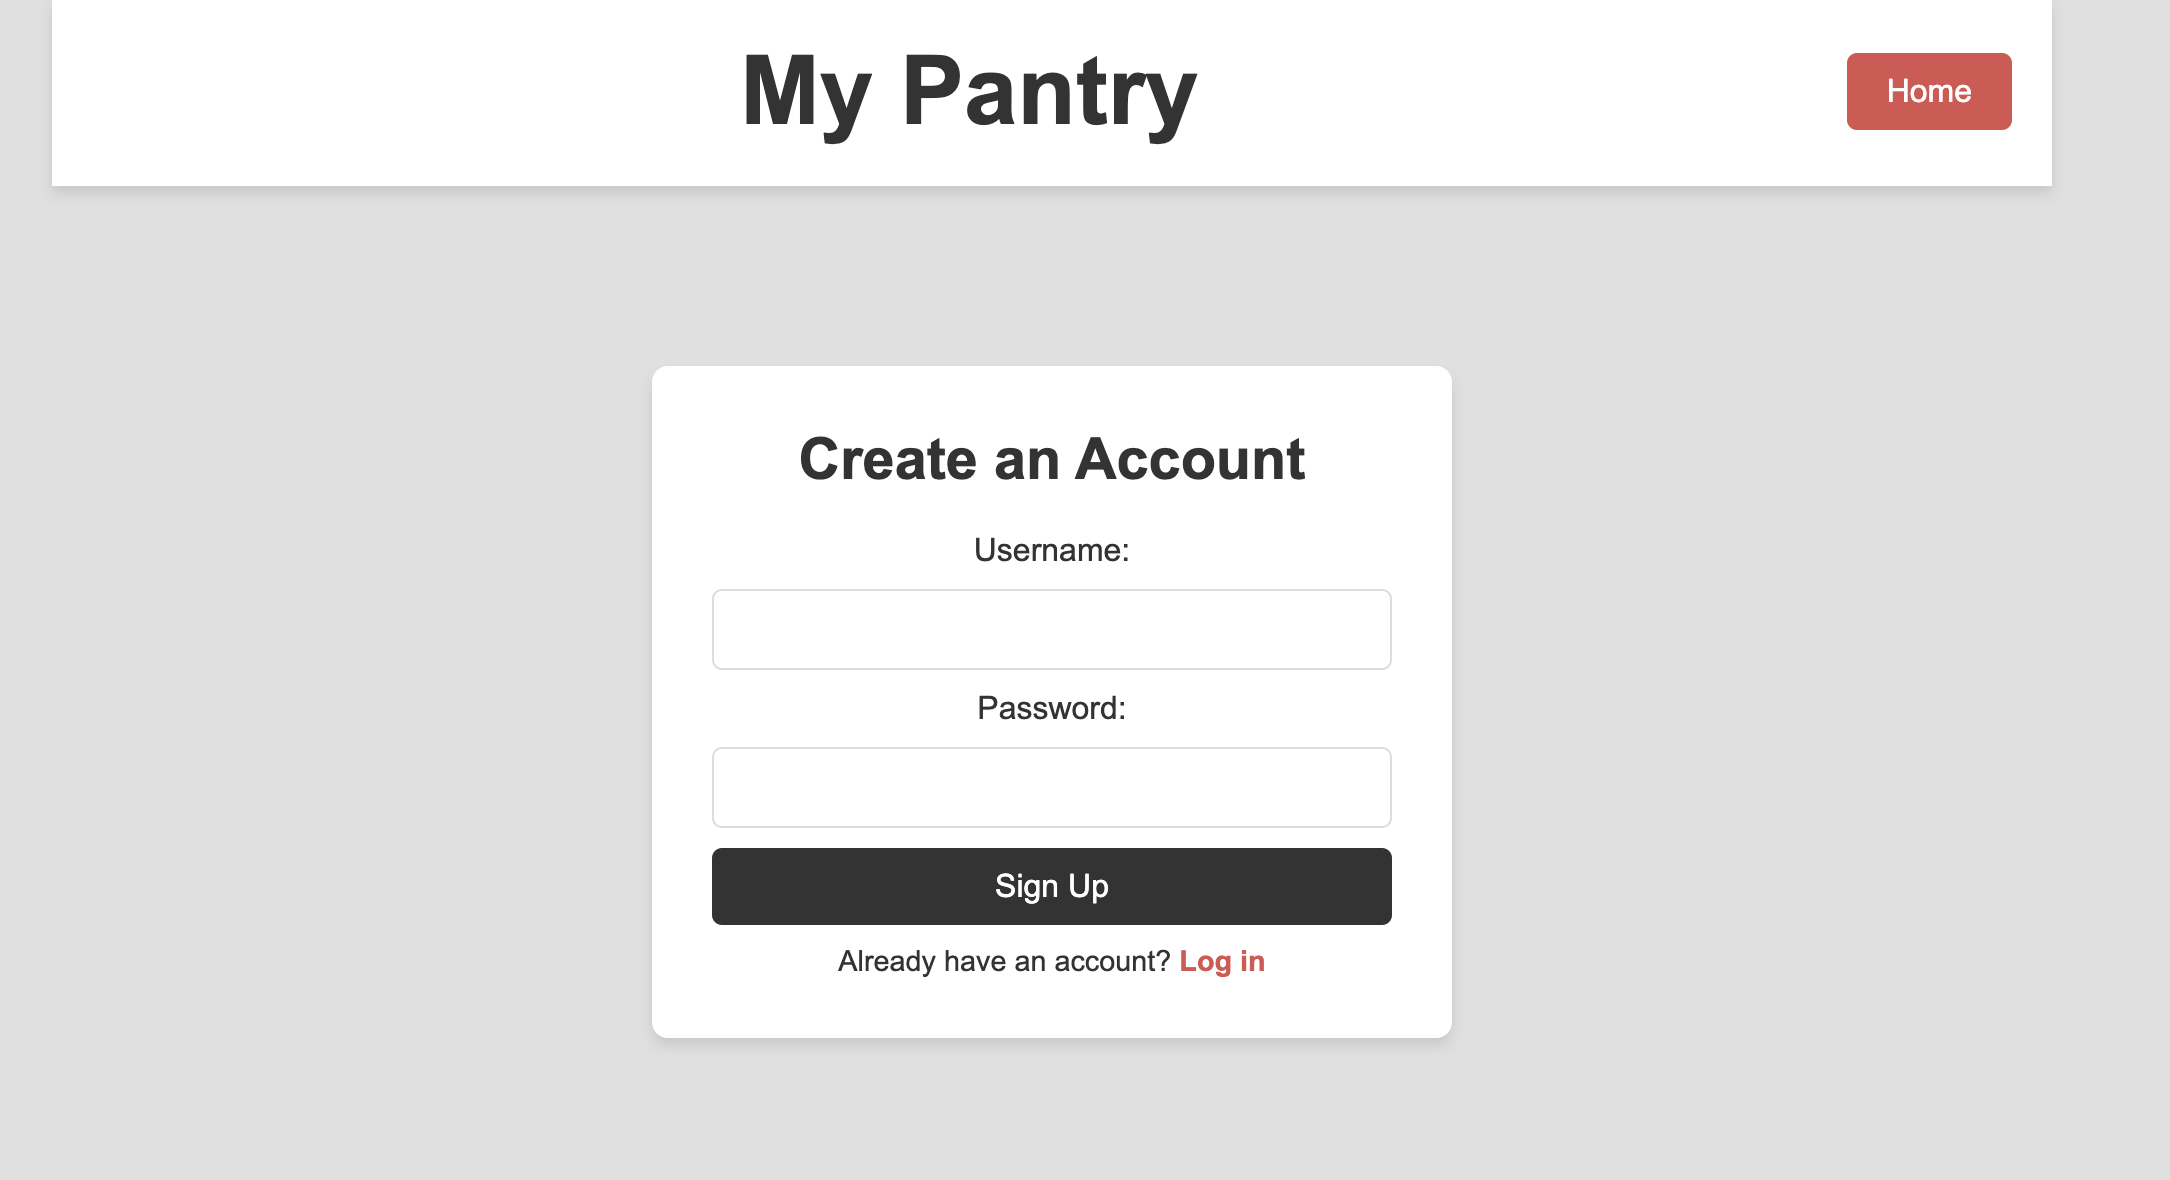 My Pantry
Home
Create an Account
Username:
Password:
Sign Up
Already have an account? Log in